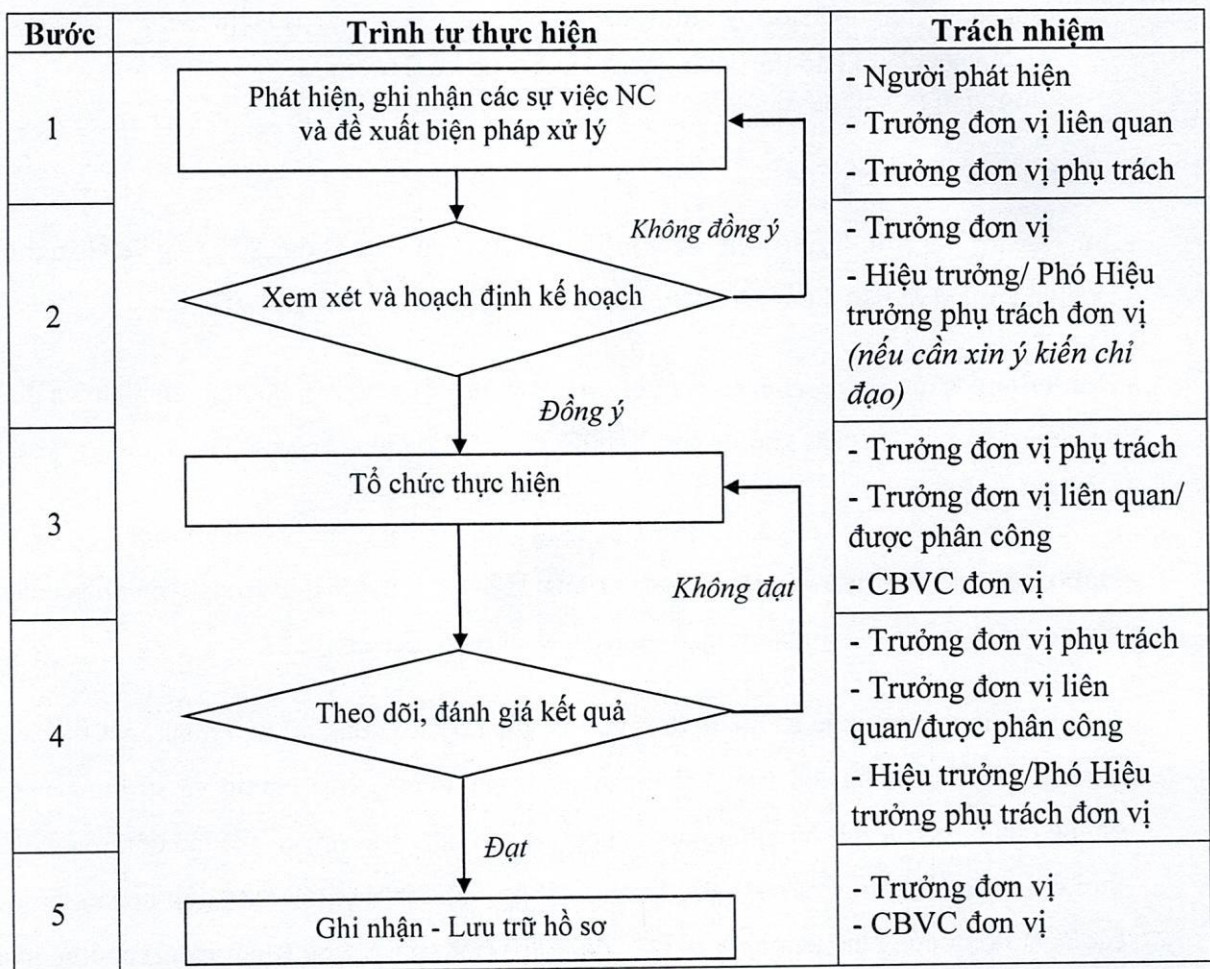 Bước
Trình tự thực hiện
Trách nhiệm
1
Phát hiện, ghi nhận các sự việc NC
và đề xuất biện pháp xử lý
- Người phát hiện
- Trưởng đơn vị liên quan
- Trưởng đơn vị phụ trách
2
Không đồng ý
Xem xét và hoạch định kế hoạch
Đồng ý
- Trưởng đơn vị
- Hiệu trưởng/ Phó Hiệu
trưởng phụ trách đơn vị
(nếu cần xin ý kiến chỉ
đạo)
3
Tổ chức thực hiện
Không đạt
- Trưởng đơn vị phụ trách
- Trưởng đơn vị liên quan/
được phân công
- CBVC đơn vị
4
Theo dõi, đánh giá kết quả
Đạt
- Trưởng đơn vị phụ trách
- Trưởng đơn vị liên
quan/được phân công
- Hiệu trưởng/Phó Hiệu
trưởng phụ trách đơn vị
5
Ghi nhận - Lưu trữ hồ sơ
- Trưởng đơn vị
- CBVC đơn vị